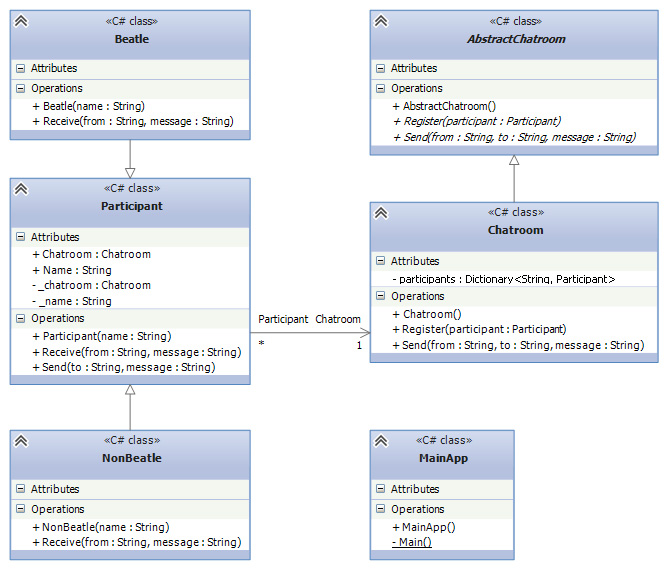 «C# class»
Beatle
Attributes
Operations
+ Beatle(name : String)
+ Receive(from : String, message : String)
«C# class»
AbstractChatroom
Attributes
Operations
+ AbstractChatroom()
+ Register(participant : Participant)
+ Send(from : String, to : String, message : String)
«C# class»
Participant
Attributes
+ Chatroom : Chatroom
+ Name : String
- _chatroom : Chatroom
- _name : String
Operations
+ Participant(name : String)
+ Receive(from : String, message : String)
+ Send(to : String, message : String)
Participant Chatroom
* 1
«C# class»
Chatroom
Attributes
- participants : Dictionary<String, Participant>
Operations
+ Chatroom()
+ Register(participant : Participant)
+ Send(from : String, to : String, message : String)
«C# class»
NonBeatle
Attributes
Operations
+ NonBeatle(name : String)
+ Receive(from : String, message : String)
«C# class»
MainApp
Attributes
Operations
+ MainApp()
- Main()